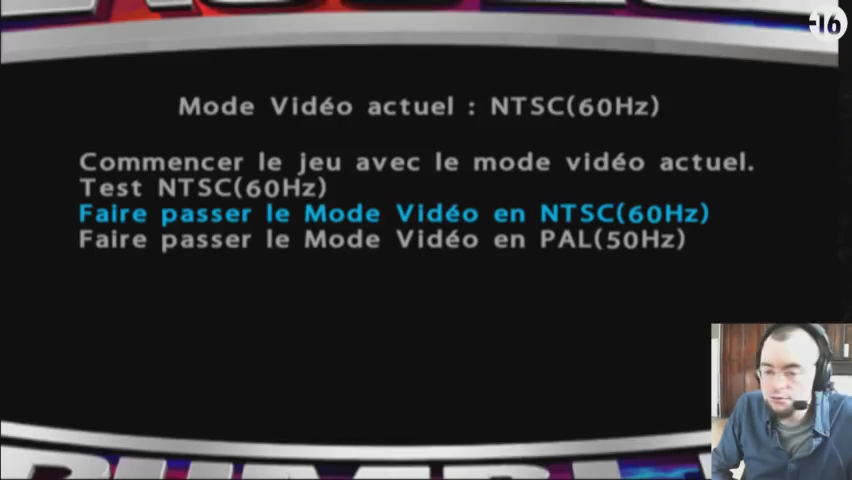 -16
Mode Vidéo actuel : NTSC(60Hz)
Commencer le jeu avec le mode vidéo actuel.
Test NTSC(60Hz)
Faire passer le Mode Vidéo en NTSC(60Hz)
Faire passer le Mode Vidéo en PAL(50Hz)